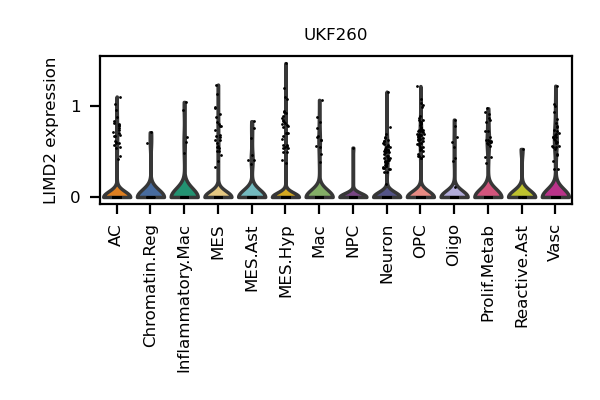 UKF260
LIMD2 expression
1
0
AC
Chromatin.Reg
Inflammatory.Mac
MES
MES.Ast
MES.Hyp
Mac
NPC
Neuron
OPC
Oligo
Prolif.Metab
Reactive.Ast
Vasc